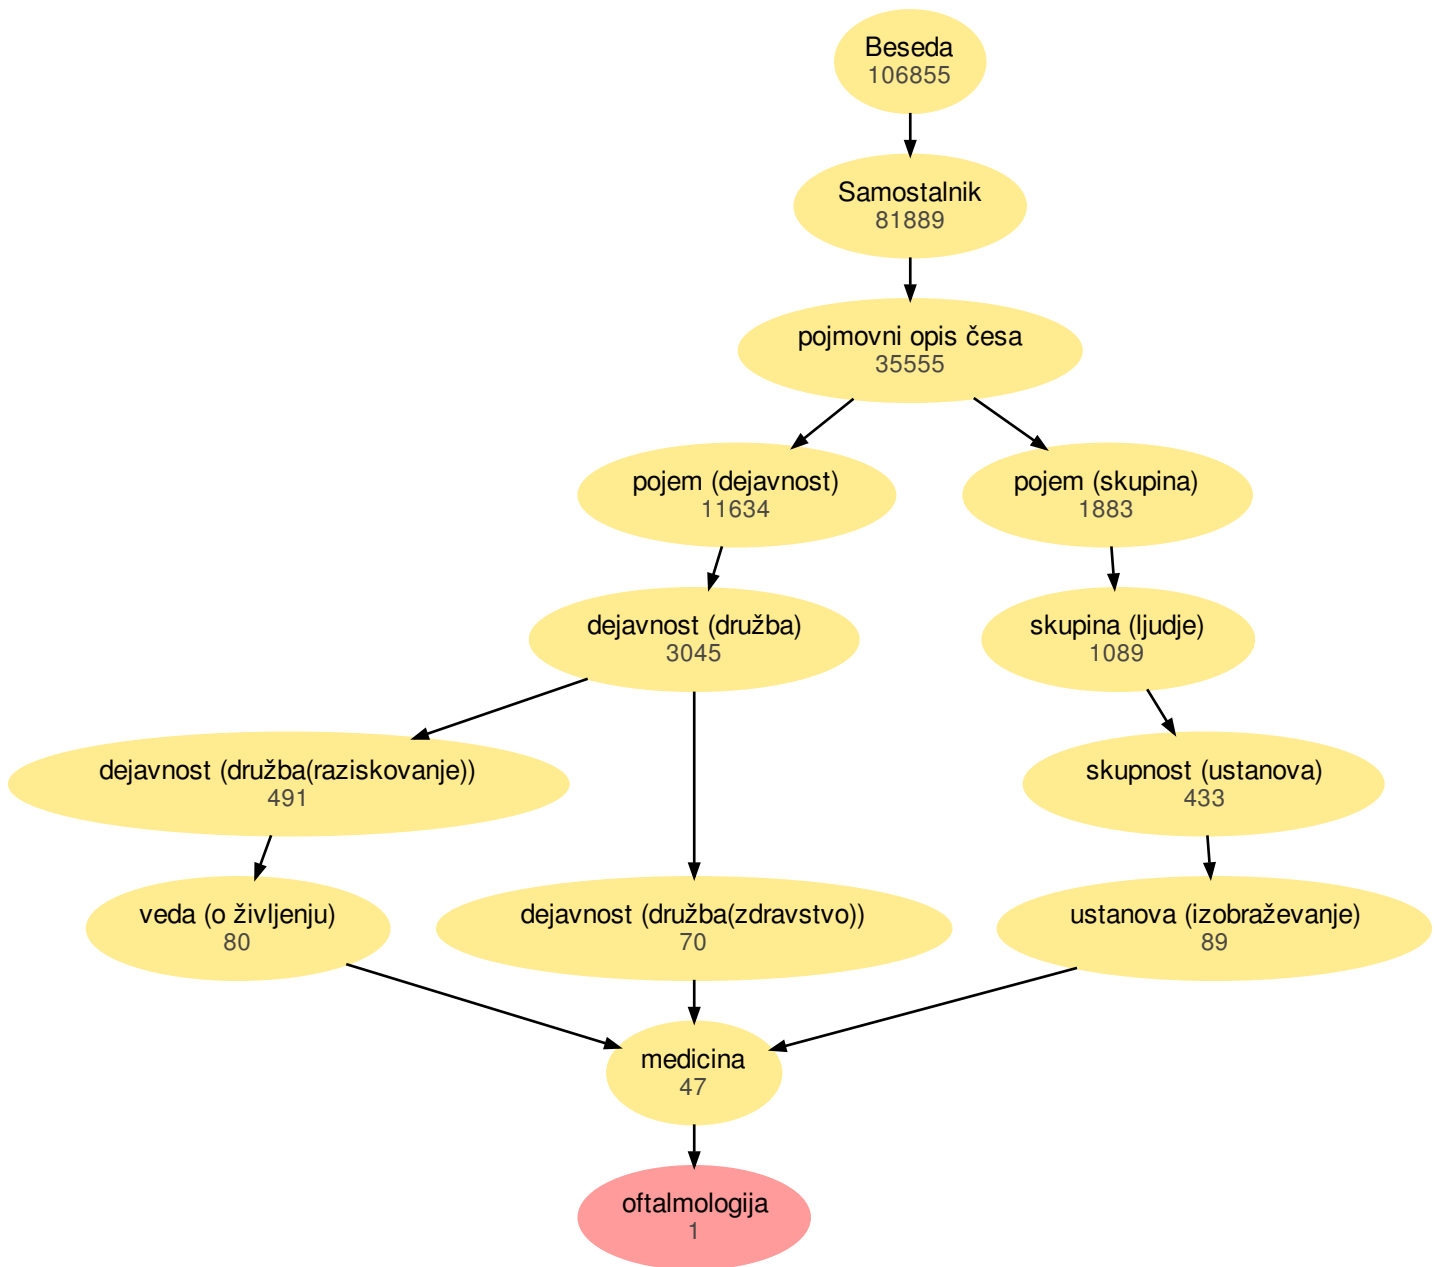 Beseda
106855
Samostalnik
81889
pojmovni opis česa
35555
pojem (dejavnost)
11634
pojem (skupina)
1883
dejavnost (družba)
3045
skupina (ljudje)
1089
dejavnost (družba(raziskovanje))
491
skupnost (ustanova)
433
veda (o življenju)
80
dejavnost (družba(zdravstvo))
70
ustanova (izobraževanje)
89
medicina
47
oftalmologija
1